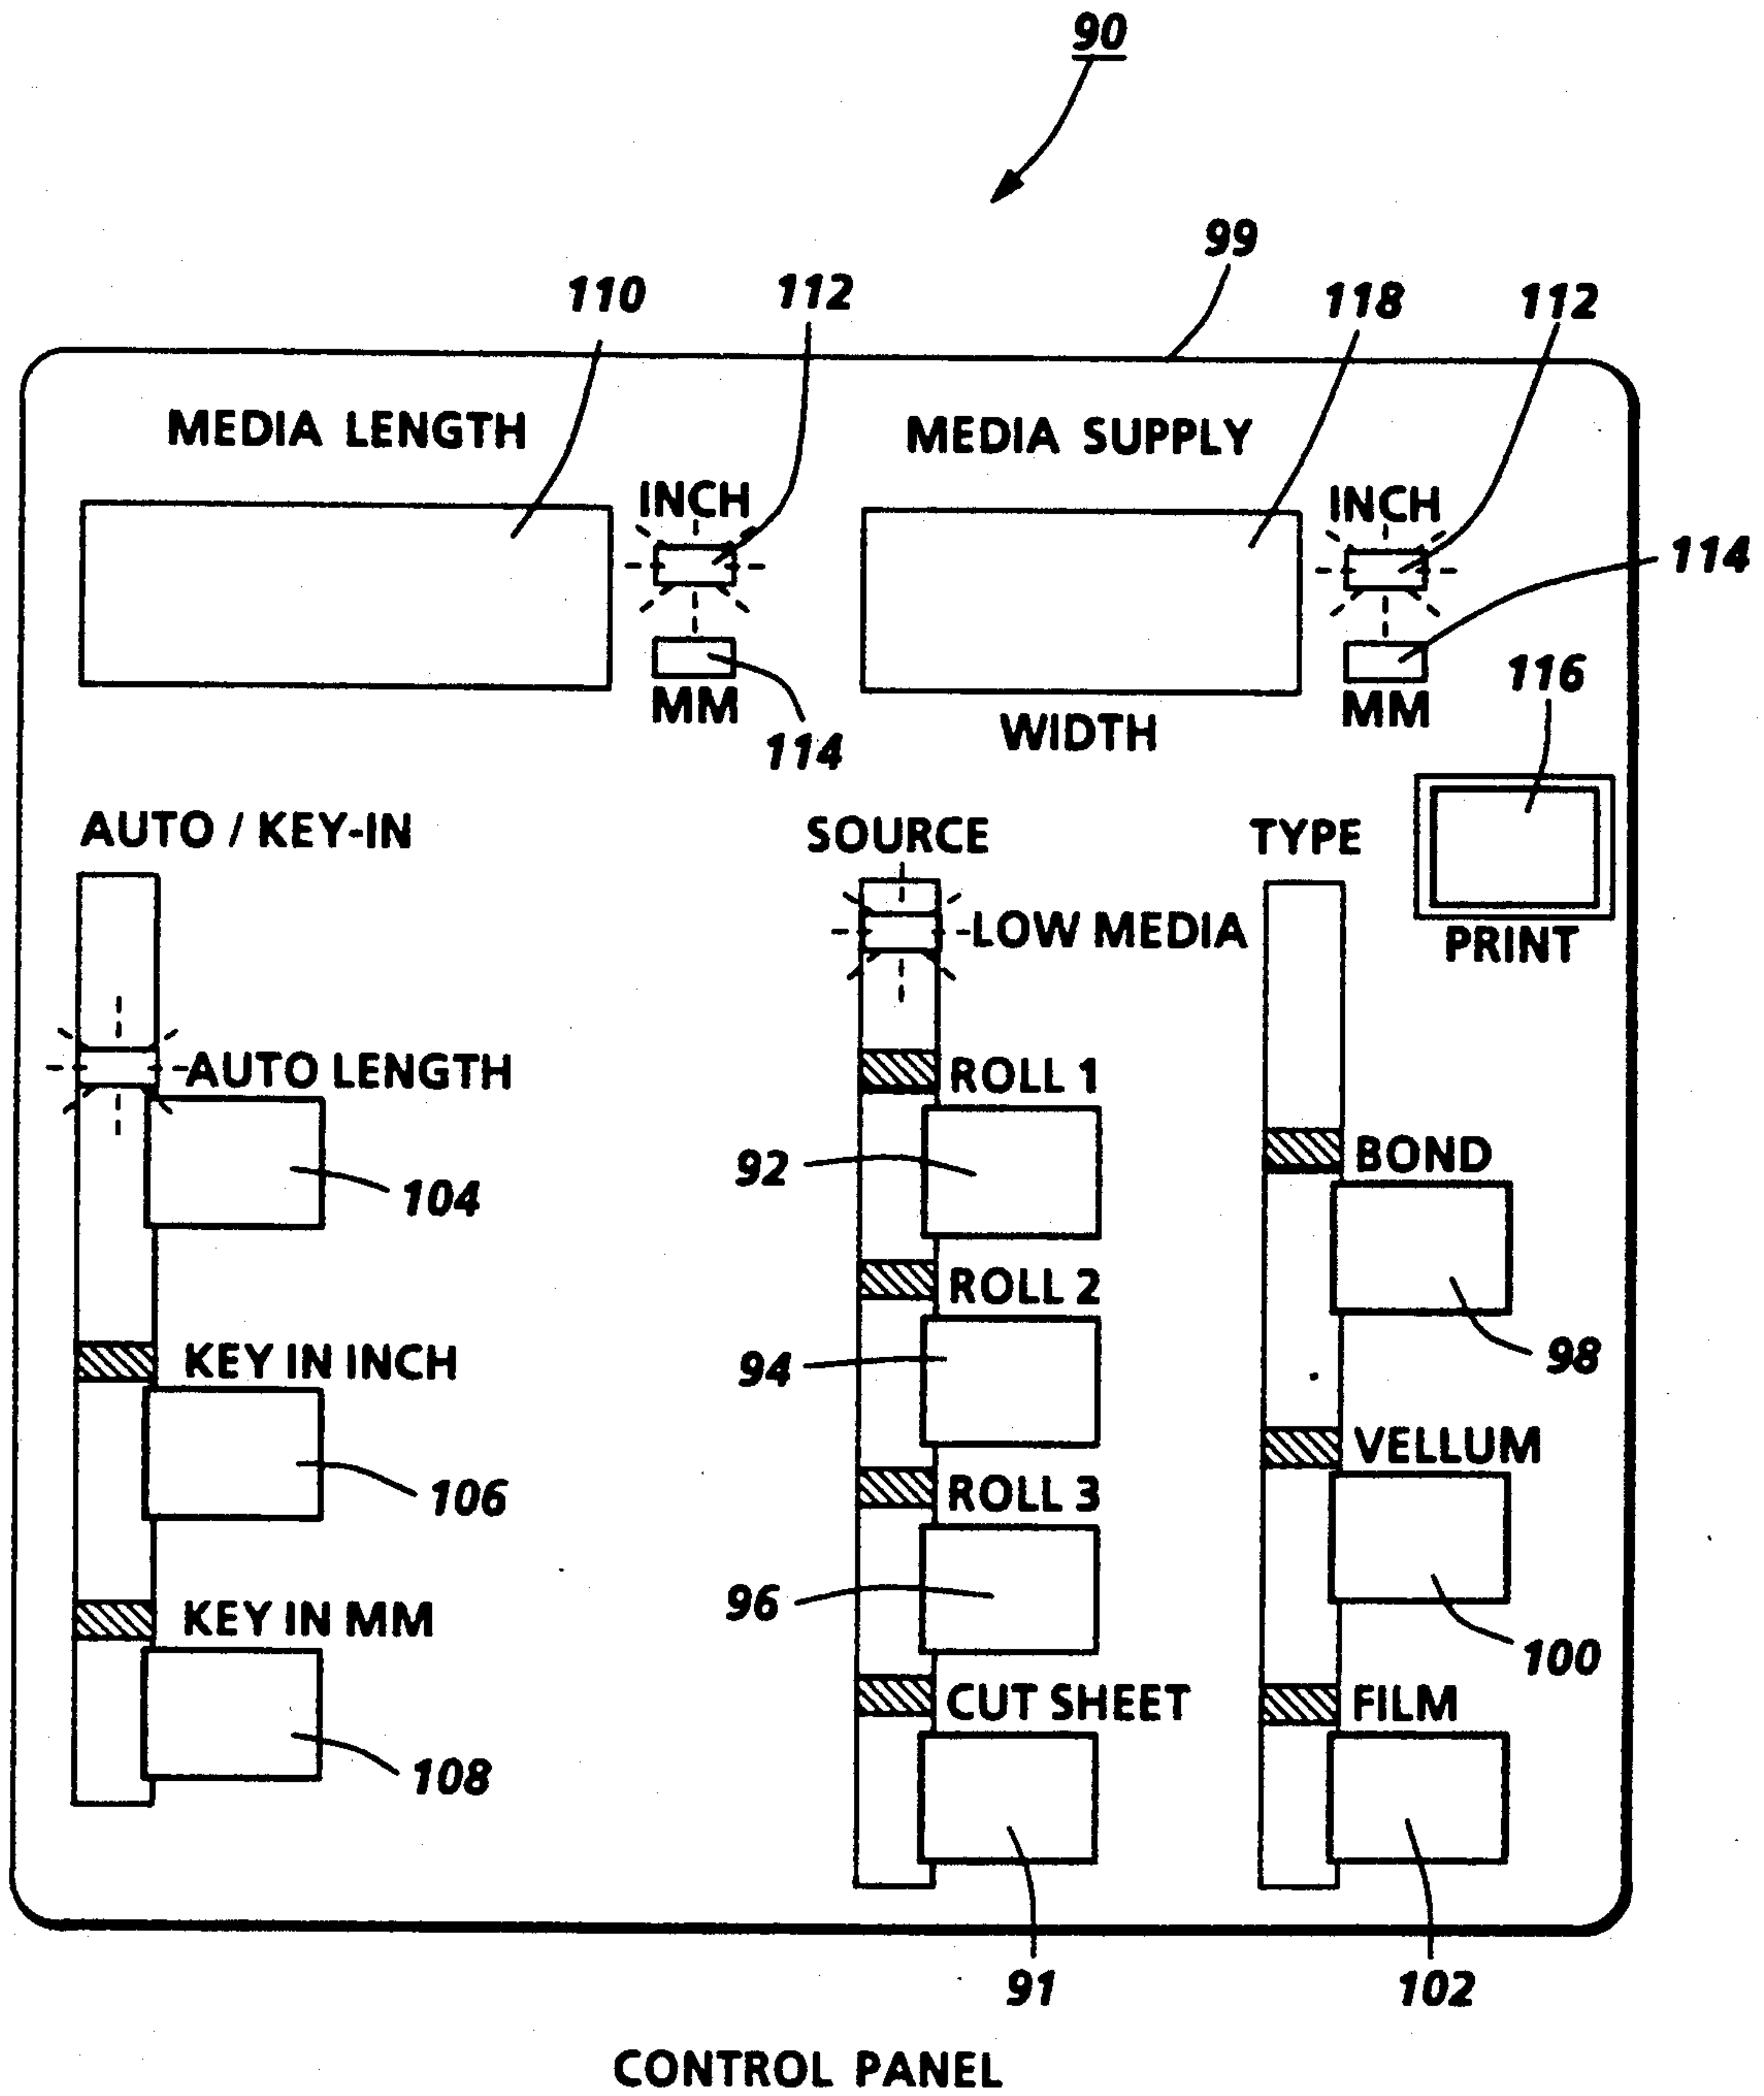 90
99
110 112 118 112
MEDIA LENGTH MEDIA SUPPLY
INCH INCH
114
MM MM 116
114 WIDTH
AUTO / KEY-IN SOURCE TYPE
LOW MEDIA PRINT
AUTO LENGTH ROLL 1
BOND
92
104
ROLL 2
KEY IN INCH 94 98
VELLUM
106 ROLL 3
96
KEY IN MM 100
CUT SHEET FILM
108
91 102
CONTROL PANEL